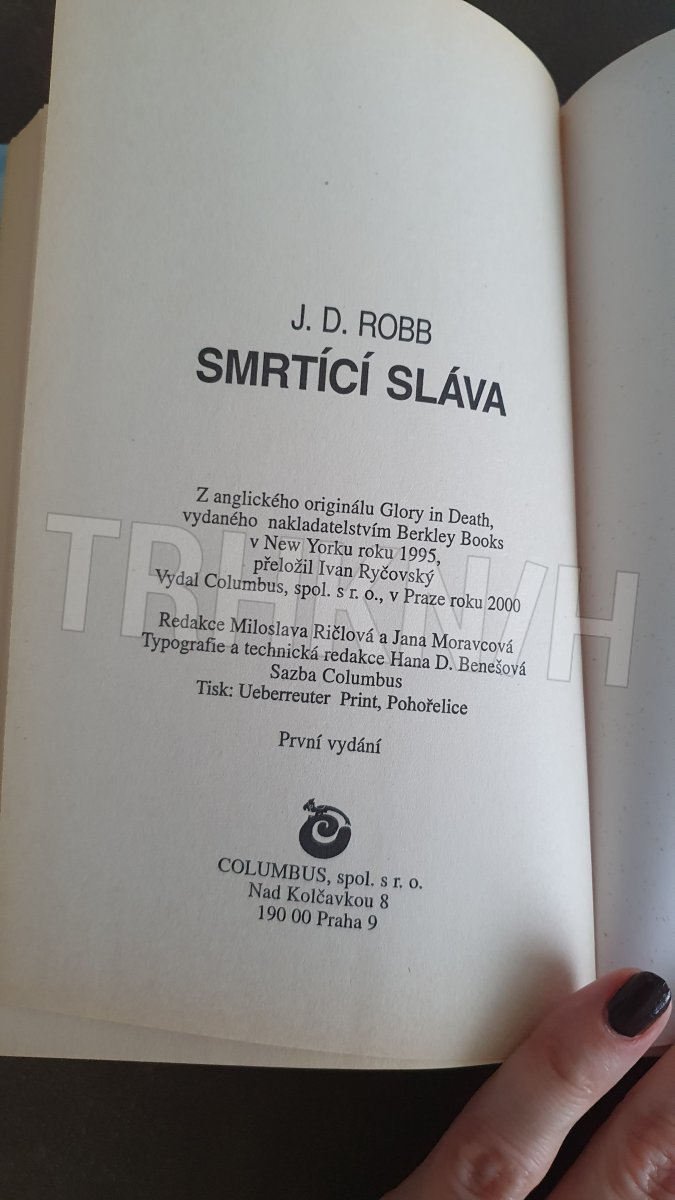 J. D. ROBB
SMRTÍCÍ SLÁVA
Z anglického originálu Glory in Death,
vydaného nakladatelstvím Berkley Books
v New Yorku roku 1995,
přeložil Ivan Ryčovský
Vydal Columbus, spol. s r. o., v Praze roku 2000
Redakce Miloslava Ričlová a Jana Moravcová
Typografie a technická redakce Hana D. Benešová
Sazba Columbus
Tisk: Ueberreuter Print, Pohořelice
První vydání
COLUMBUS, spol. s r. o.
Nad Kolčavkou 8
190 00 Praha 9